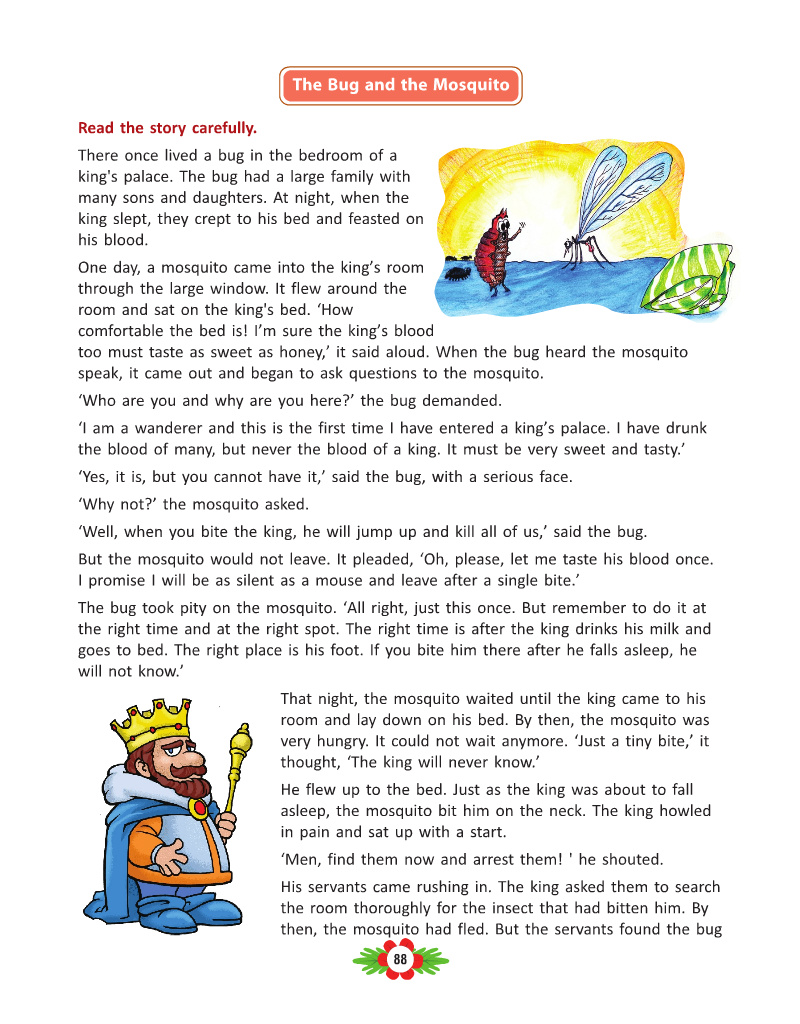 The Bug and the Mosquito
Read the story carefully.
There once lived a bug in the bedroom of a
king's palace. The bug had a large family with
many sons and daughters. At night, when the
king slept, they crept to his bed and feasted on
his blood.
One day, a mosquito came into the king’s room
through the large window. It flew around the
room and sat on the king's bed. ‘How
comfortable the bed is! I’m sure the king’s blood
too must taste as sweet as honey,’ it said aloud. When the bug heard the mosquito
speak, it came out and began to ask questions to the mosquito.
‘Who are you and why are you here?’ the bug demanded.
‘I am a wanderer and this is the first time I have entered a king’s palace. I have drunk
the blood of many, but never the blood of a king. It must be very sweet and tasty.’
‘Yes, it is, but you cannot have it,’ said the bug, with a serious face.
‘Why not?’ the mosquito asked.
‘Well, when you bite the king, he will jump up and kill all of us,’ said the bug.
But the mosquito would not leave. It pleaded, ‘Oh, please, let me taste his blood once.
I promise I will be as silent as a mouse and leave after a single bite.’
The bug took pity on the mosquito. ‘All right, just this once. But remember to do it at
the right time and at the right spot. The right time is after the king drinks his milk and
goes to bed. The right place is his foot. If you bite him there after he falls asleep, he
will not know.’
That night, the mosquito waited until the king came to his
room and lay down on his bed. By then, the mosquito was
very hungry. It could not wait anymore. ‘Just a tiny bite,’ it
thought, ‘The king will never know.’
He flew up to the bed. Just as the king was about to fall
asleep, the mosquito bit him on the neck. The king howled
in pain and sat up with a start.
‘Men, find them now and arrest them! ' he shouted.
His servants came rushing in. The king asked them to search
the room thoroughly for the insect that had bitten him. By
then, the mosquito had fled. But the servants found the bug
88